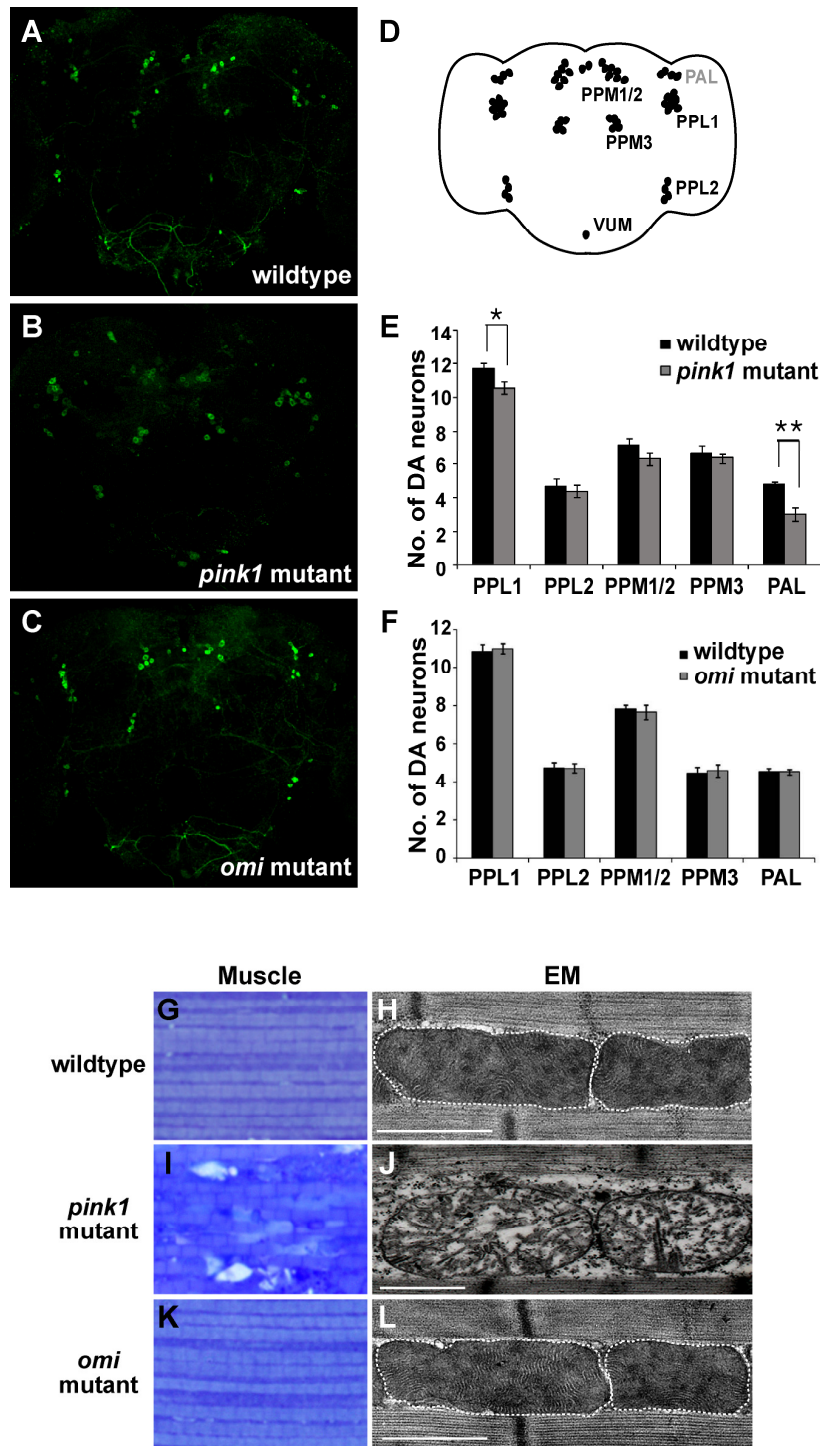 A
wildtype
B
pink1 mutant
C
omi mutant
D
PAL
PPM1/2
PPL1
PPM3
PPL2
VUM
E
No. of DA neurons
14
12
10
8
6
4
2
0
*
**
wildtype
pink1 mutant
PPL1 PPL2 PPM1/2 PPM3 PAL
F
No. of DA neurons
12
10
8
6
4
2
0
wildtype
omi mutant
PPL1 PPL2 PPM1/2 PPM3 PAL
Muscle EM
wildtype
G H
pink1
mutant
I J
omi
mutant
K L